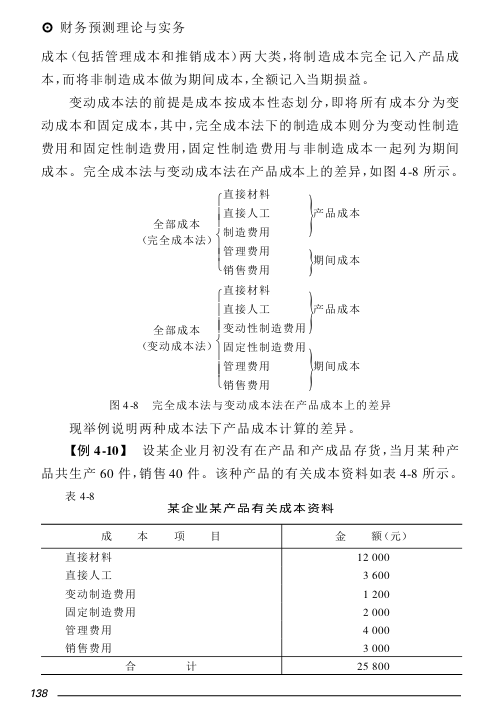 财务预测理论与实务
成本(包括管理成本和推销成本)两大类,将制造成本完全记入产品成
本,而将非制造成本做为期间成本,全额记入当期损益。
变动成本法的前提是成本按成本性态划分,即将所有成本分为变
动成本和固定成本,其中,完全成本法下的制造成本则分为变动性制造
费用和固定性制造费用,固定性制造费用与非制造成本一起列为期间
成本。完全成本法与变动成本法在产品成本上的差异,如图 4-8 所示。
全部成本
(完全成本法)
直接材料
直接人工
制造费用
管理费用
销售费用
产品成本
期间成本
全部成本
(变动成本法)
直接材料
直接人工
变动性制造费用
固定性制造费用
管理费用
销售费用
产品成本
期间成本
图 4-8 完全成本法与变动成本法在产品成本上的差异
现举例说明两种成本法下产品成本计算的差异。
【例 4-10】 设某企业月初没有在产品和产成品存货,当月某种产
品共生产 60 件,销售 40 件。该种产品的有关成本资料如表 4-8 所示。
表 4-8
某企业某产品有关成本资料
成 本 项 目 金 额(元)
直接材料 12 000
直接人工 3 600
变动制造费用 1 200
固定制造费用 2 000
管理费用 4 000
销售费用 3 000
合 计 25 800
138